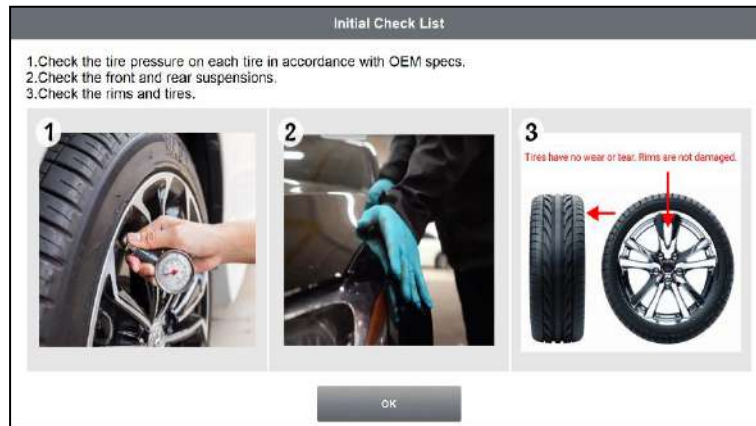 Initial Check List
1.Check the tire pressure on each tire in accordance with OEM specs.
2.Check the front and rear suspensions.
3.Check the rims and tires.
1
2
3
Tires have no wear or tear. Rims are not damaged.
OK